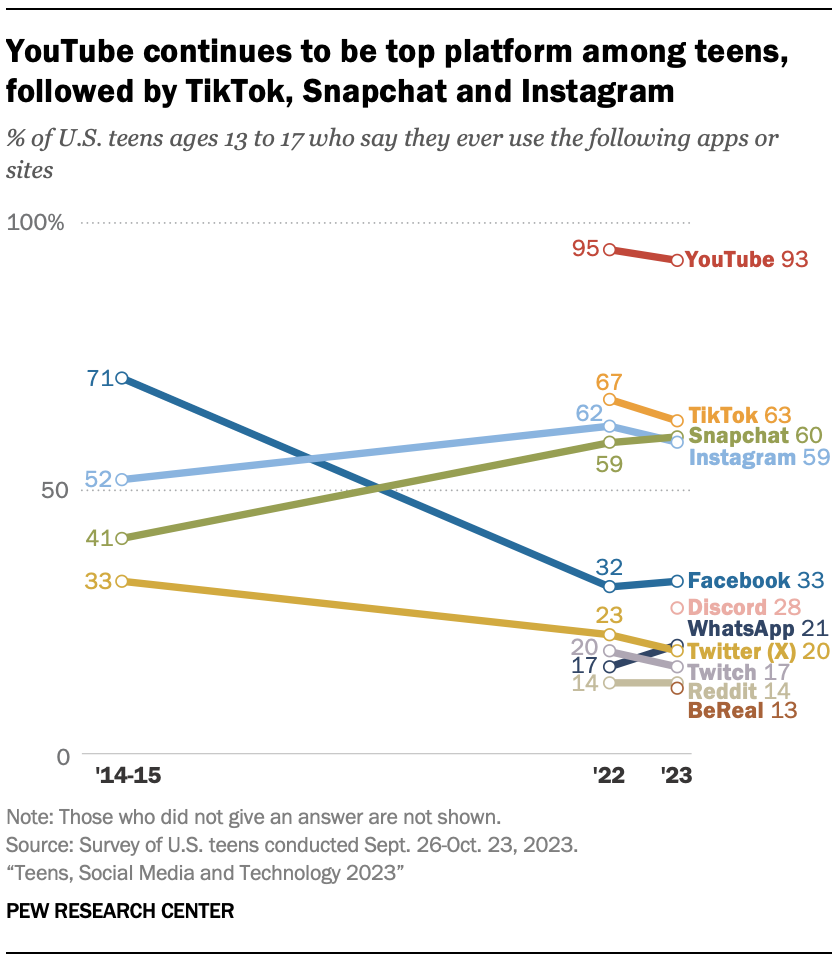 YouTube continues to be top platform among teens,
followed by TikTok, Snapchat and Instagram
% of U.S. teens ages 13 to 17 who say they ever use the following apps or
sites
100%
95
YouTube 93
71
67
62
TikTok 63
Snapchat 60
Instagram 59
59
52
50
41
33
32
Facebook 33
Discord 28
23
WhatsApp 21
20
Twitter (X) 20
17
Twitch 17
14
Reddit 14
BeReal 13
0
'14-15
'22
'23
Note: Those who did not give an answer are not shown.
Source: Survey of U.S. teens conducted Sept. 26-Oct. 23, 2023.
“Teens, Social Media and Technology 2023”
PEW RESEARCH CENTER